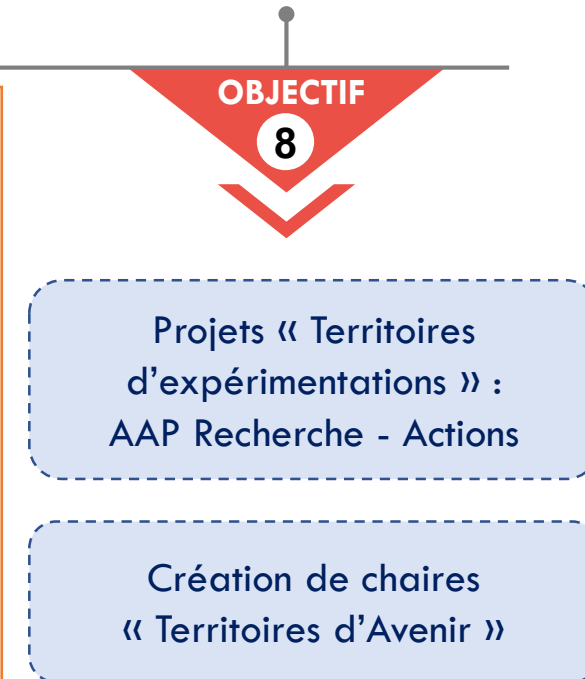 OBJECTIF
8
Projets « Territoires
d’expérimentations » :
AAP Recherche - Actions
Création de chaires
« Territoires d’Avenir »